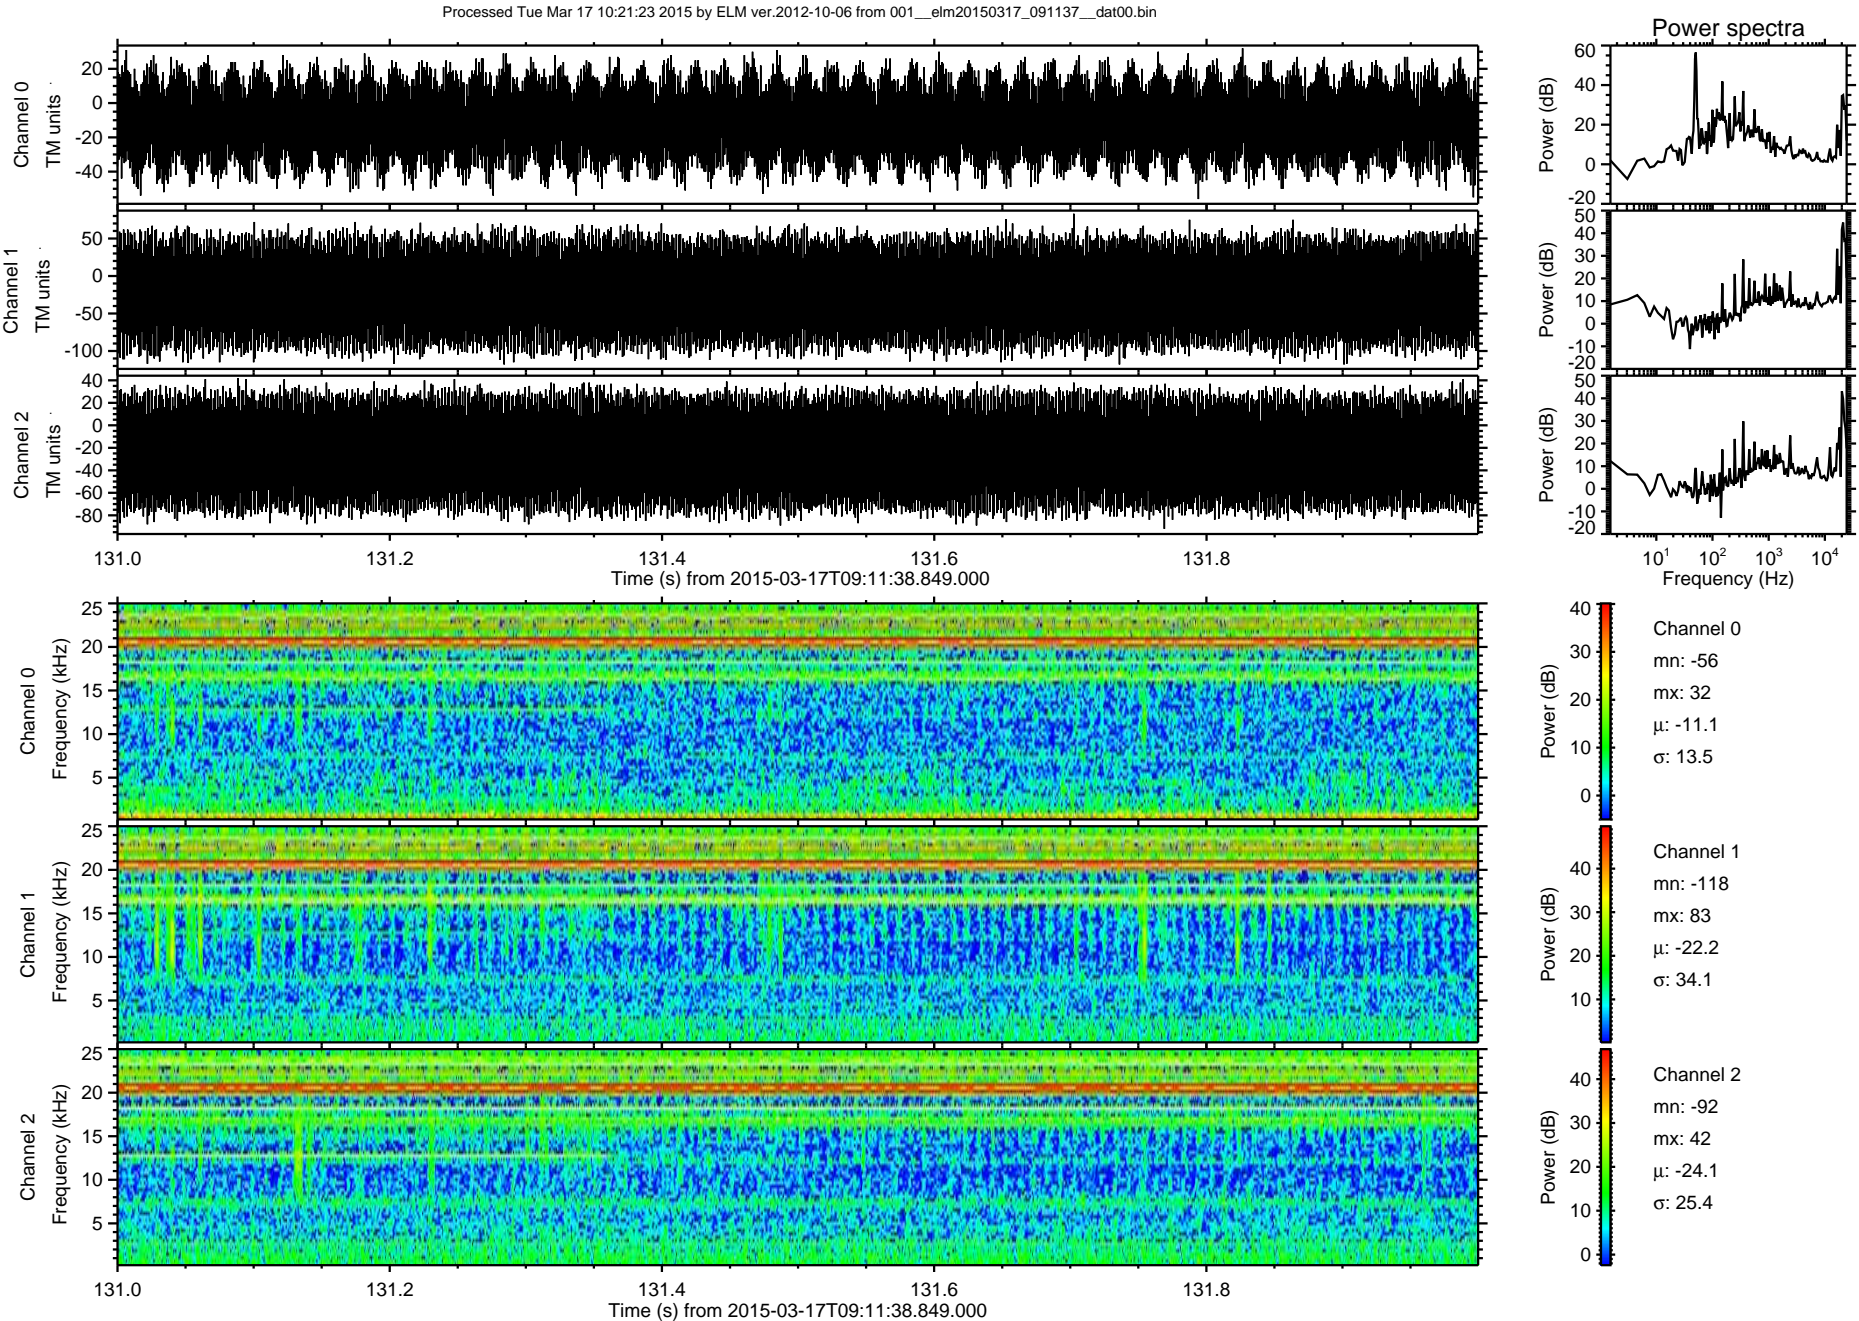 Processed Tue Mar 17 10:21:23 2015 by ELM ver.2012-10-06 from 001__elm20150317_091137__dat00.bin
Power spectra
Channel 0
TM units
20
0
-20
-40
Power (dB)
60
40
20
0
-20
Channel 1
TM units
50
0
-50
-100
Power (dB)
50
40
30
20
10
0
-10
-20
Channel 2
TM units
40
20
0
-20
-40
-60
-80
Power (dB)
50
40
30
20
10
0
-10
-20
131.0 131.2 131.4 131.6 131.8
Time (s) from 2015-03-17T09:11:38.849.000
10^1 10^2 10^3 10^4
Frequency (Hz)
Channel 0
Frequency (kHz)
25
20
15
10
5
Power (dB)
40
30
20
10
0
Channel 0
mn: -56
mx: 32
μ: -11.1
σ: 13.5
Channel 1
Frequency (kHz)
25
20
15
10
5
Power (dB)
40
30
20
10
Channel 1
mn: -118
mx: 83
μ: -22.2
σ: 34.1
Channel 2
Frequency (kHz)
25
20
15
10
5
Power (dB)
40
30
20
10
0
Channel 2
mn: -92
mx: 42
μ: -24.1
σ: 25.4
131.0 131.2 131.4 131.6 131.8
Time (s) from 2015-03-17T09:11:38.849.000